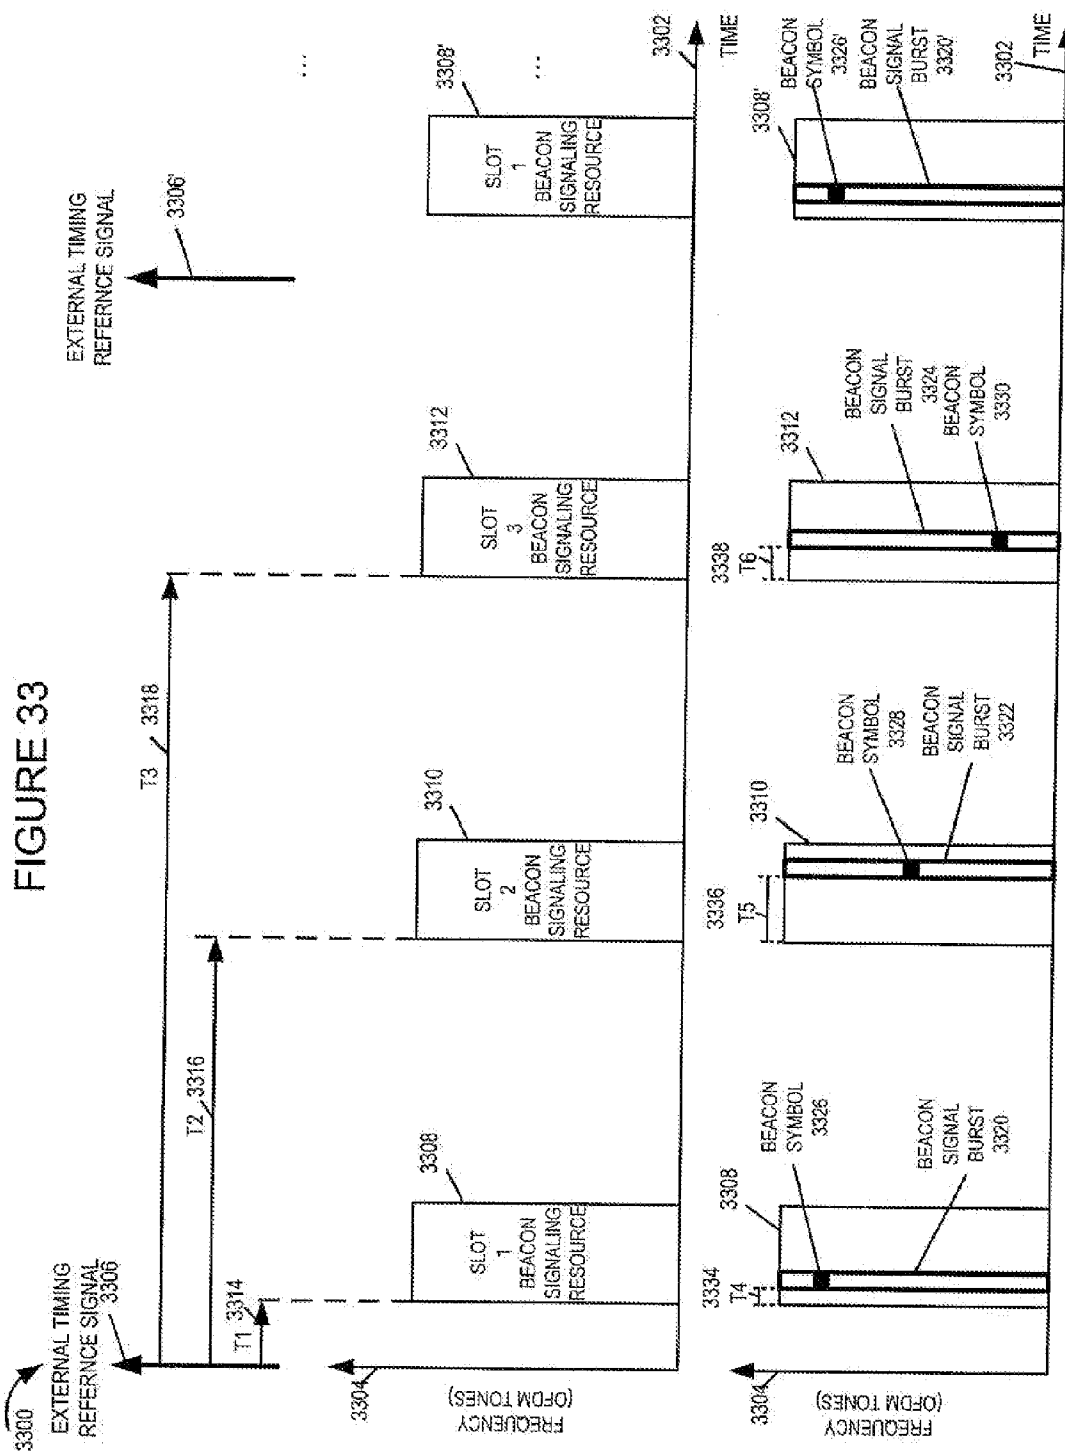 FIGURE 33
3300
EXTERNAL TIMING
REFERNCE SIGNAL
3306
T1 3314
T2 3316
T3 3318
EXTERNAL TIMING
REFERNCE SIGNAL
3306'
FREQUENCY
(OFDM TONES)
3304
SLOT
1
BEACON
SIGNALING
RESOURCE
3308
SLOT
2
BEACON
SIGNALING
RESOURCE
3310
SLOT
3
BEACON
SIGNALING
RESOURCE
3312
SLOT
1
BEACON
SIGNALING
RESOURCE
3308'
...
...
3302
TIME
FREQUENCY
(OFDM TONES)
3304
3334
T4
3308
BEACON
SYMBOL
3326
BEACON
SIGNAL
BURST
3320
3336
T5
3310
BEACON
SYMBOL
3328
BEACON
SIGNAL
BURST
3322
3338
T6
3312
BEACON
SIGNAL
BURST
3324
BEACON
SYMBOL
3330
3308'
BEACON
SYMBOL
3326'
BEACON
SIGNAL
BURST
3320'
3302
TIME